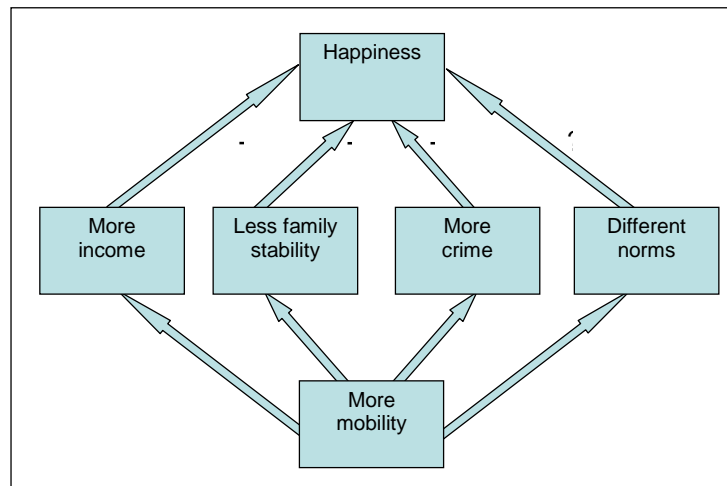 Happiness
- - -
More
income
Less family
stability
More
crime
Different
norms
More
mobility